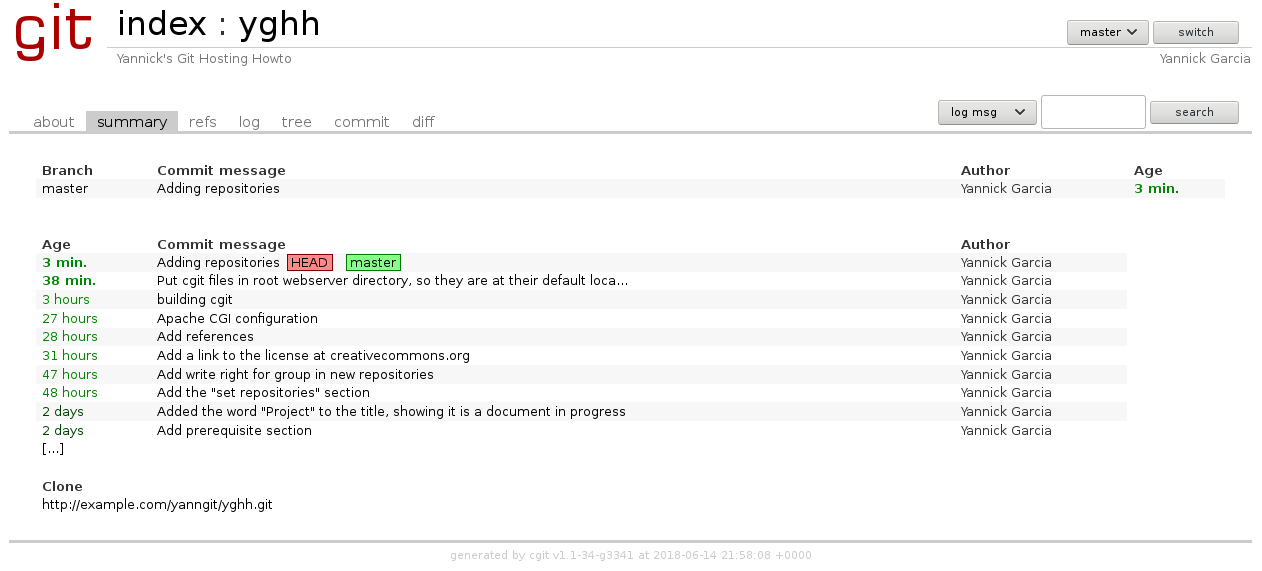 git
index : yghh
master
switch
Yannick's Git Hosting Howto
Yannick Garcia
about summary refs log tree commit diff
log msg
search
Branch Commit message Author Age
master Adding repositories Yannick Garcia 3 min.
Age Commit message Author
3 min. Adding repositories HEAD master Yannick Garcia
38 min. Put cgit files in root webserver directory, so they are at their default loca... Yannick Garcia
3 hours building cgit Yannick Garcia
27 hours Apache CGI configuration Yannick Garcia
28 hours Add references Yannick Garcia
31 hours Add a link to the license at creativecommons.org Yannick Garcia
47 hours Add write right for group in new repositories Yannick Garcia
48 hours Add the "set repositories" section Yannick Garcia
2 days Added the word "Project" to the title, showing it is a document in progress Yannick Garcia
2 days Add prerequisite section Yannick Garcia
[...]
Clone
http://example.com/yanngit/yghh.git
generated by cgit v1.1-34-g3341 at 2018-06-14 21:58:08 +0000